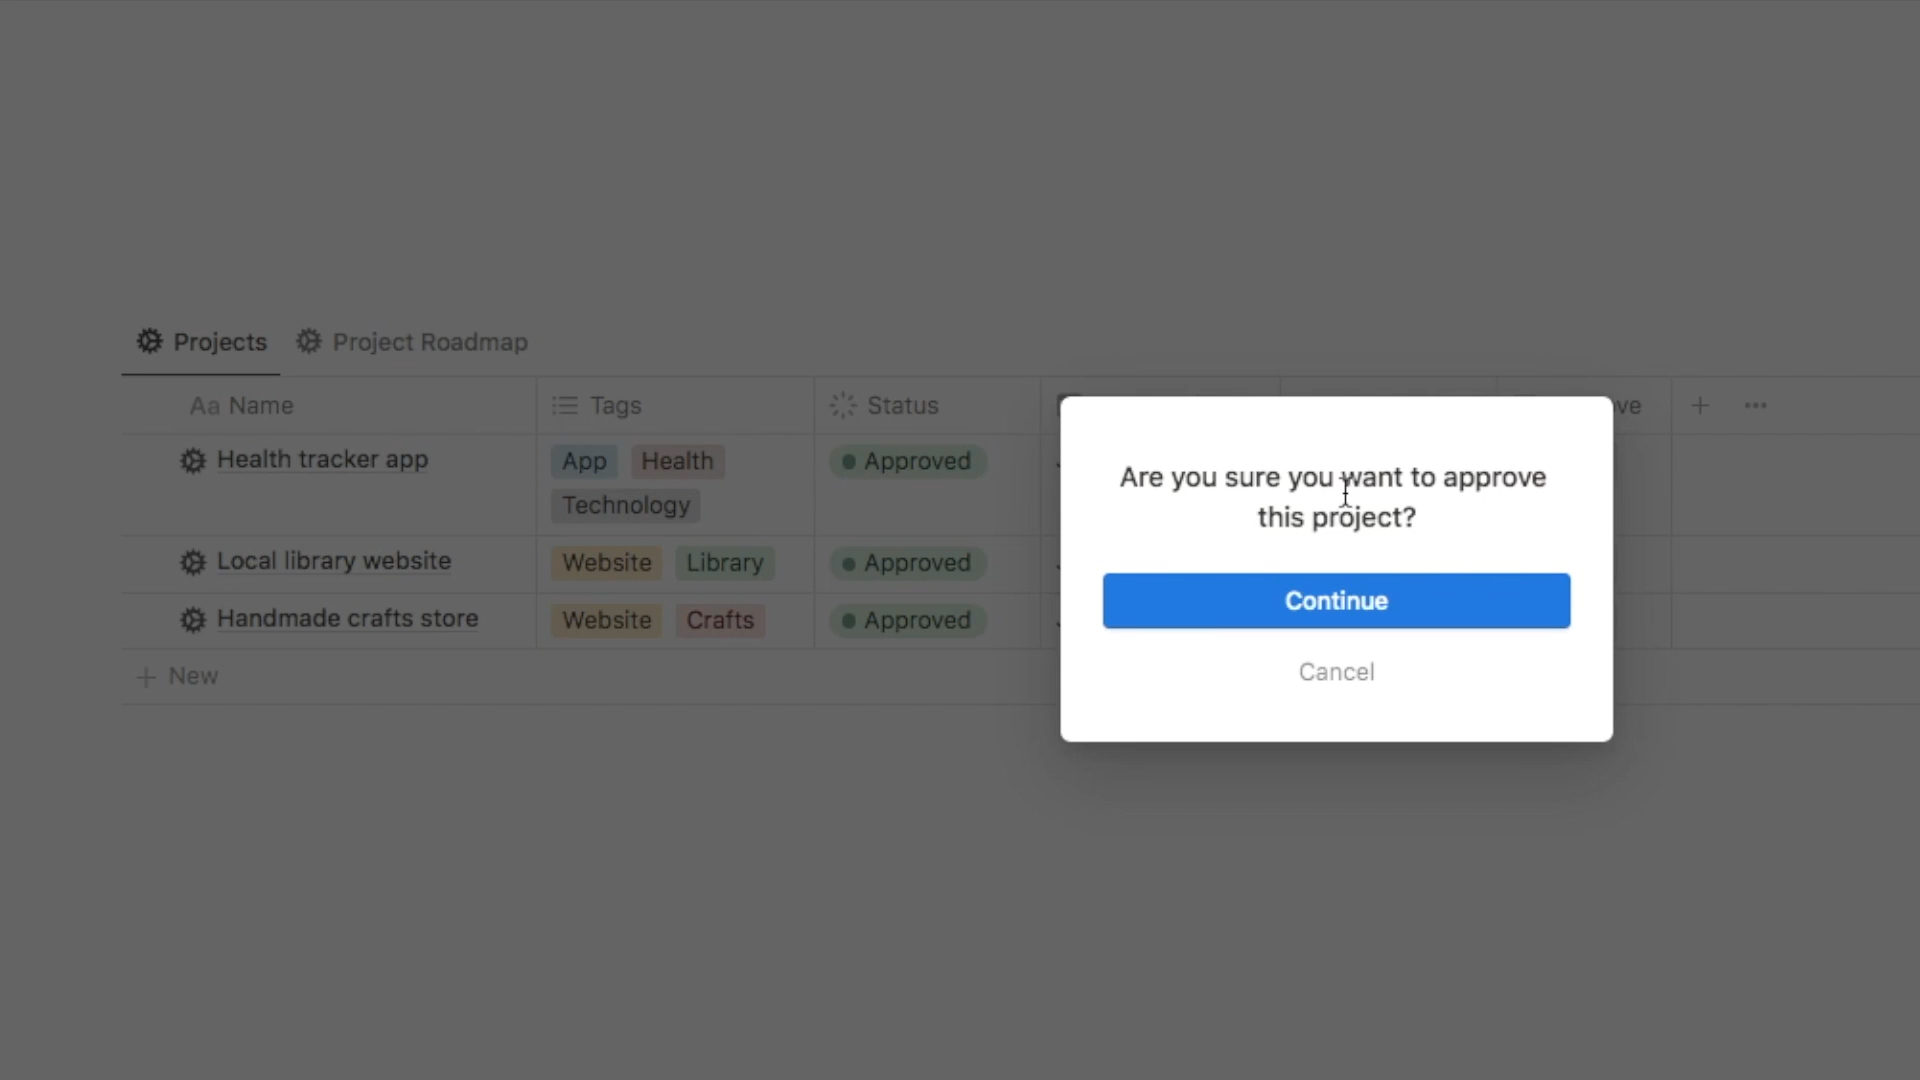 Projects Project Roadmap
Aa Name Tags Status ve
Health tracker app App Health Approved
Technology
Local library website Website Library Approved
Handmade crafts store Website Crafts Approved
+ New
Are you sure you want to approve
this project?
Continue
Cancel